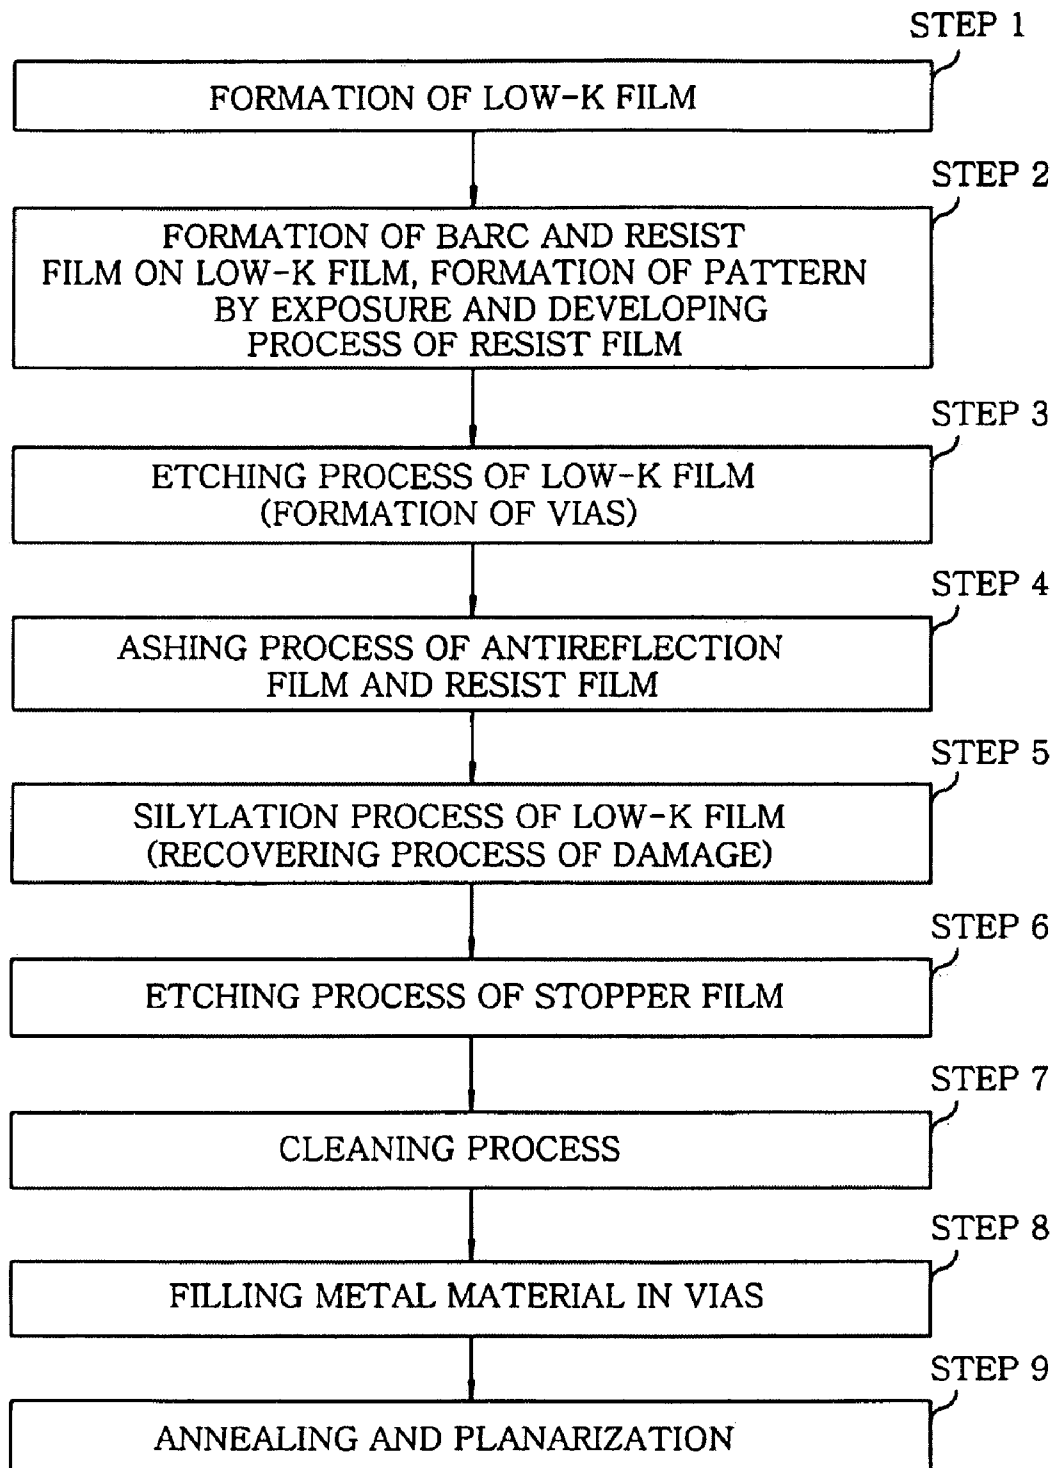 STEP 1
FORMATION OF LOW-K FILM
STEP 2
FORMATION OF BARC AND RESIST
FILM ON LOW-K FILM, FORMATION OF PATTERN
BY EXPOSURE AND DEVELOPING
PROCESS OF RESIST FILM
STEP 3
ETCHING PROCESS OF LOW-K FILM
(FORMATION OF VIAS)
STEP 4
ASHING PROCESS OF ANTIREFLECTION
FILM AND RESIST FILM
STEP 5
SILYLATION PROCESS OF LOW-K FILM
(RECOVERING PROCESS OF DAMAGE)
STEP 6
ETCHING PROCESS OF STOPPER FILM
STEP 7
CLEANING PROCESS
STEP 8
FILLING METAL MATERIAL IN VIAS
STEP 9
ANNEALING AND PLANARIZATION